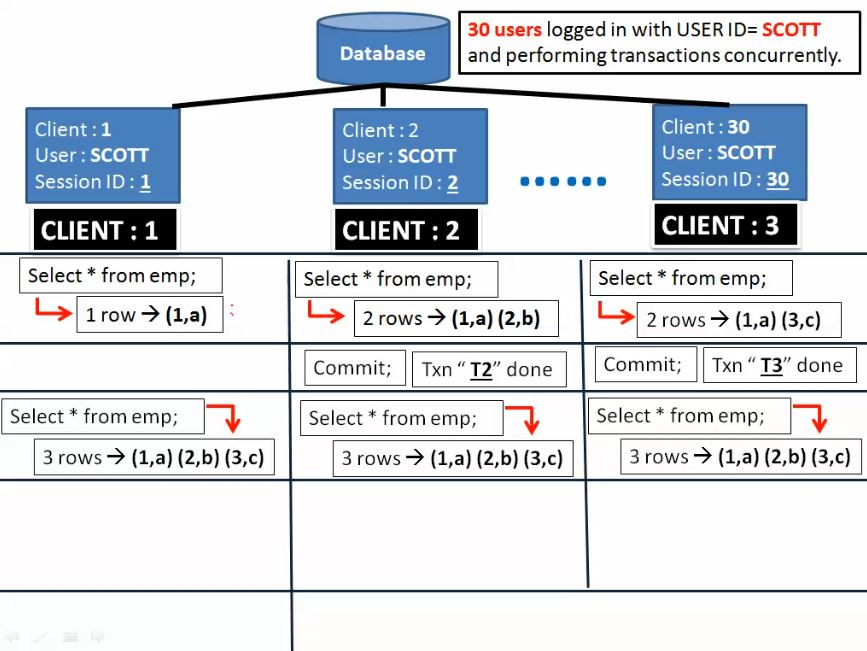 Database
30 users logged in with USER ID= SCOTT
and performing transactions concurrently.
Client : 1
User : SCOTT
Session ID : 1
Client : 2
User : SCOTT
Session ID : 2
Client : 30
User : SCOTT
Session ID : 30
CLIENT : 1
CLIENT : 2
CLIENT : 3
Select * from emp;
1 row → (1,a)
Select * from emp;
2 rows → (1,a) (2,b)
Select * from emp;
2 rows → (1,a) (3,c)
Commit;
Txn “ T2” done
Commit;
Txn “ T3” done
Select * from emp;
3 rows → (1,a) (2,b) (3,c)
Select * from emp;
3 rows → (1,a) (2,b) (3,c)
Select * from emp;
3 rows → (1,a) (2,b) (3,c)